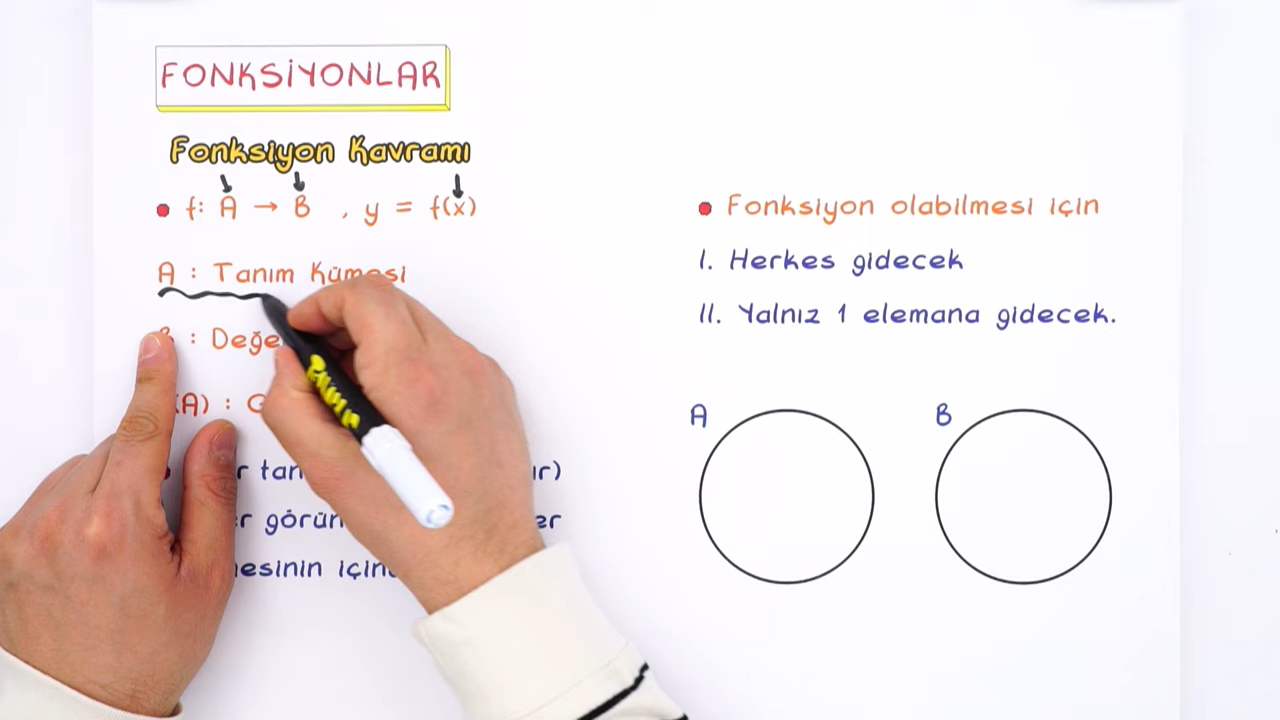 FONKSİYONLAR
Fonksiyon Kavramı
f: A → B , y = f(x)
A : Tanım Kümesi
: Değe
(A) :
r tan ır)
r görün er
esinin için
Fonksiyon olabilmesi için
I. Herkes gidecek
II. Yalnız 1 elemana gidecek.
A B